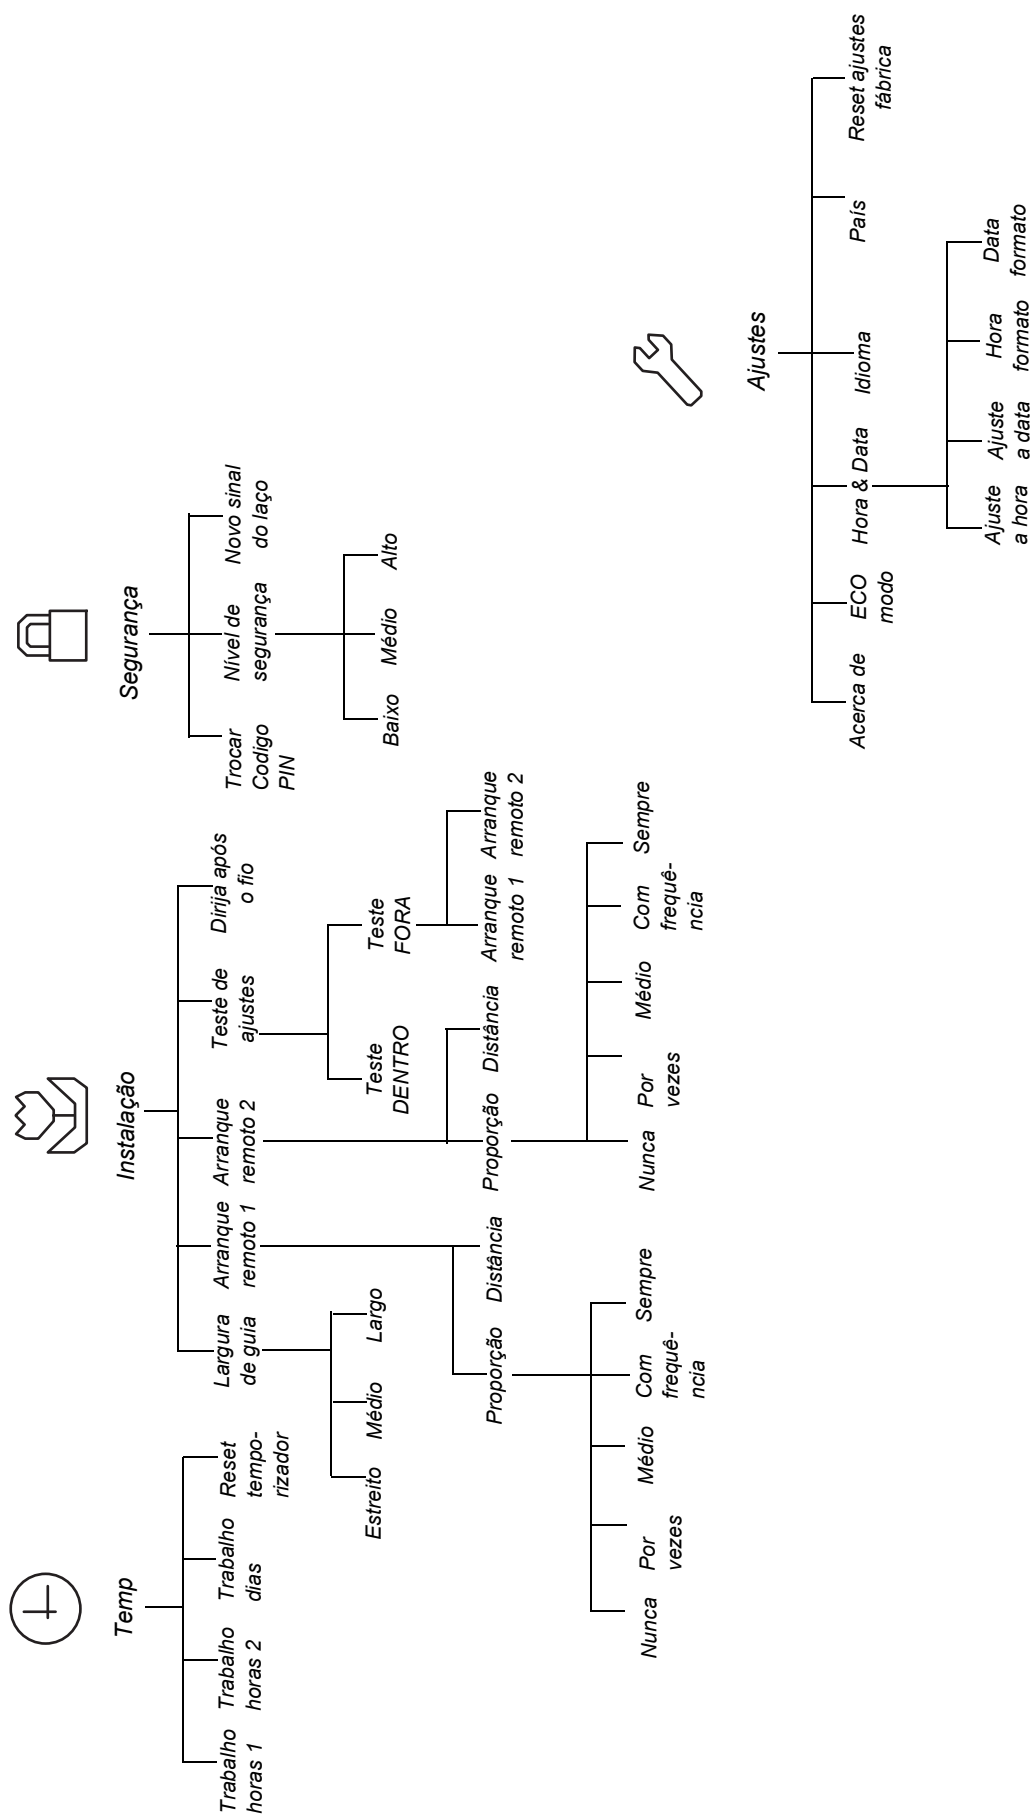 Temp
Trabalho
horas 1
Trabalho
horas 2
Trabalho
dias
Reset
tempo-
rizador
Instalação
Largura
de guia
Estreito
Médio
Largo
Arranque
remoto 1
Proporção
Nunca
Por
vezes
Médio
Com
frequê-
ncia
Sempre
Distância
Arranque
remoto 2
Proporção
Nunca
Por
vezes
Médio
Com
frequê-
ncia
Sempre
Distância
Teste de
ajustes
Teste
DENTRO
Teste
FORA
Arranque
remoto 1
Arranque
remoto 2
Dirija após
o fio
Segurança
Trocar
Codigo
PIN
Nível de
segurança
Baixo
Médio
Alto
Novo sinal
do laço
Ajustes
Acerca de
ECO
modo
Hora & Data
Ajuste
a hora
Ajuste
a data
Hora
formato
Data
formato
Idioma
País
Reset ajustes
fábrica